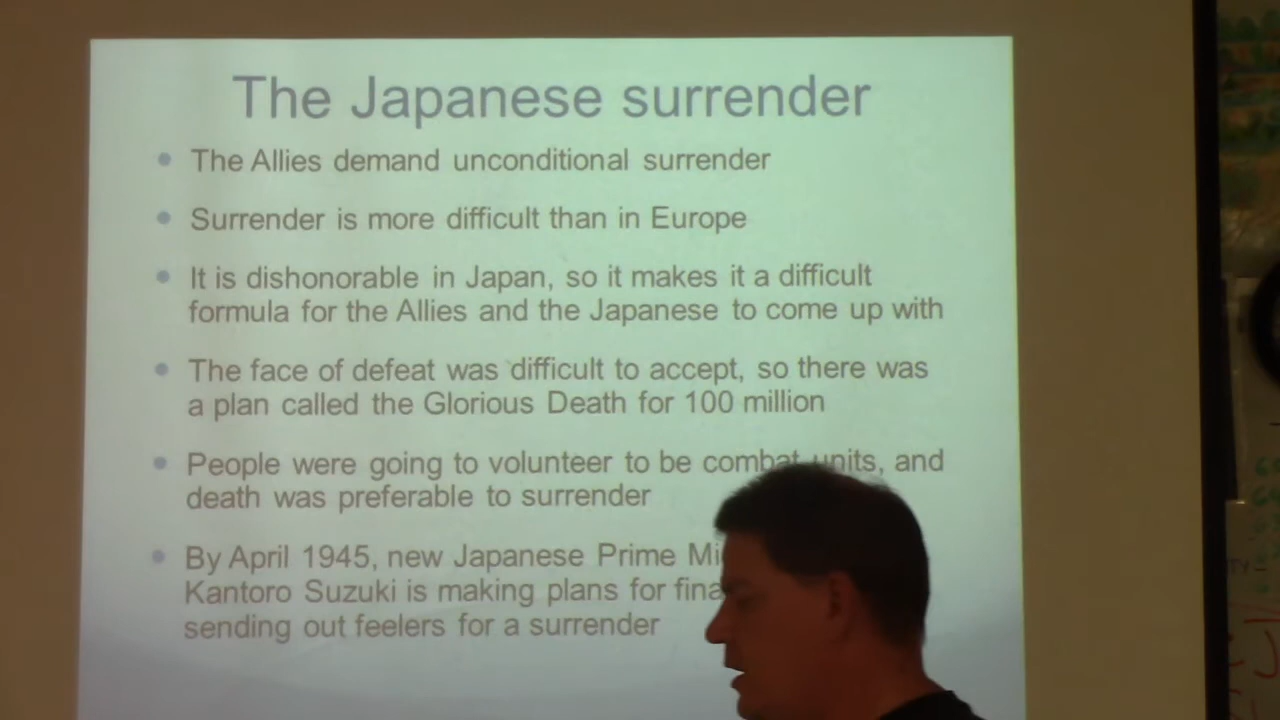 The Japanese surrender
The Allies demand unconditional surrender
Surrender is more difficult than in Europe
It is dishonorable in Japan, so it makes it a difficult
formula for the Allies and the Japanese to come up with
The face of defeat was difficult to accept, so there was
a plan called the Glorious Death for 100 million
People were going to volunteer to be combat units, and
death was preferable to surrender
By April 1945, new Japanese Prime
Kantoro Suzuki is making plans for
sending out feelers for a surrender